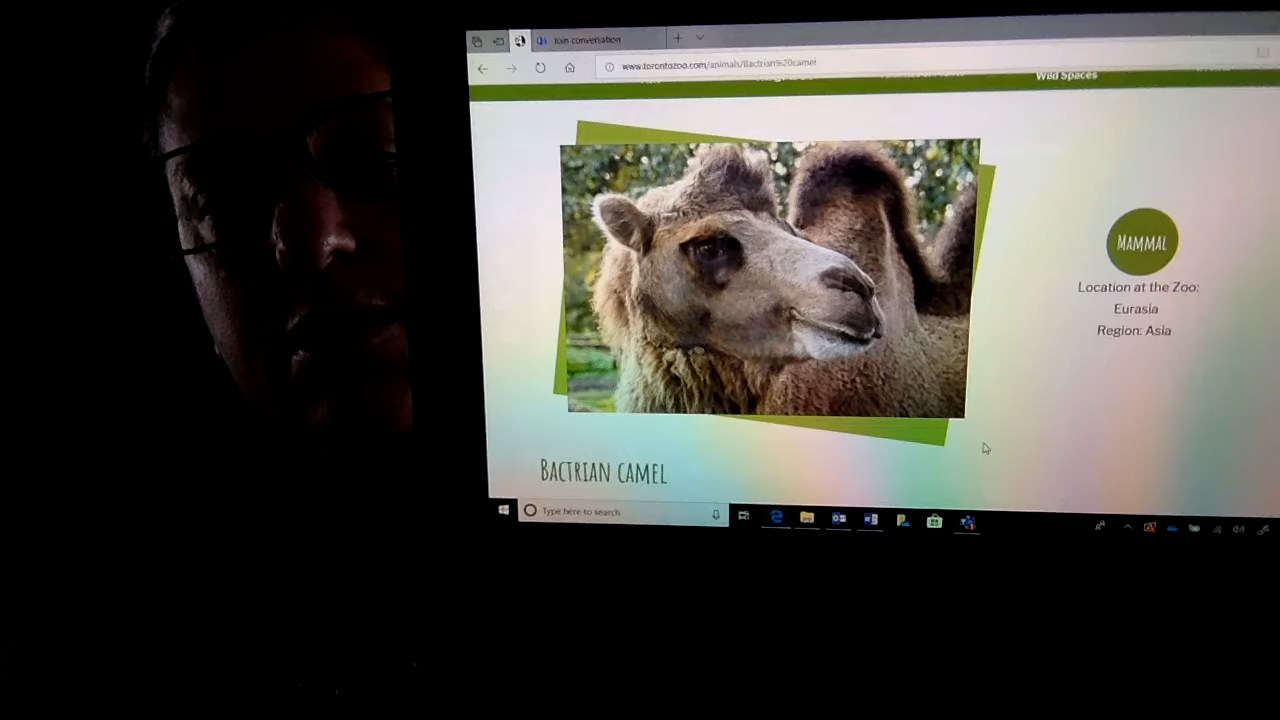 Join conversation
www.torontozoo.com/animals/Bactrian%20camel
Wild Spaces
MAMMAL
Location at the Zoo:
Eurasia
Region: Asia
BACTRIAN CAMEL
Type here to search